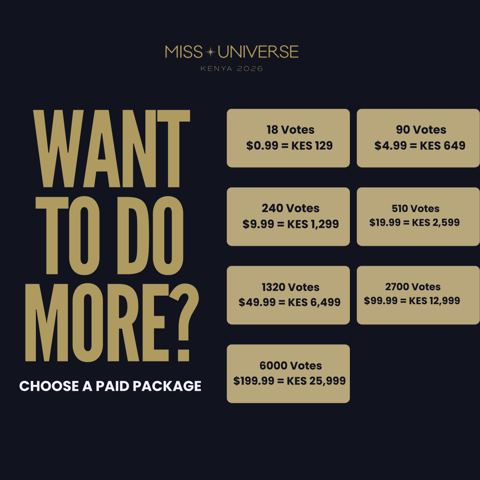 MISS UNIVERSE
KENYA 2026
WANT
TO DO
MORE?
CHOOSE A PAID PACKAGE
18 Votes
$0.99 = KES 129
90 Votes
$4.99 = KES 649
240 Votes
$9.99 = KES 1,299
510 Votes
$19.99 = KES 2,599
1320 Votes
$49.99 = KES 6,499
2700 Votes
$99.99 = KES 12,999
6000 Votes
$199.99 = KES 25,999